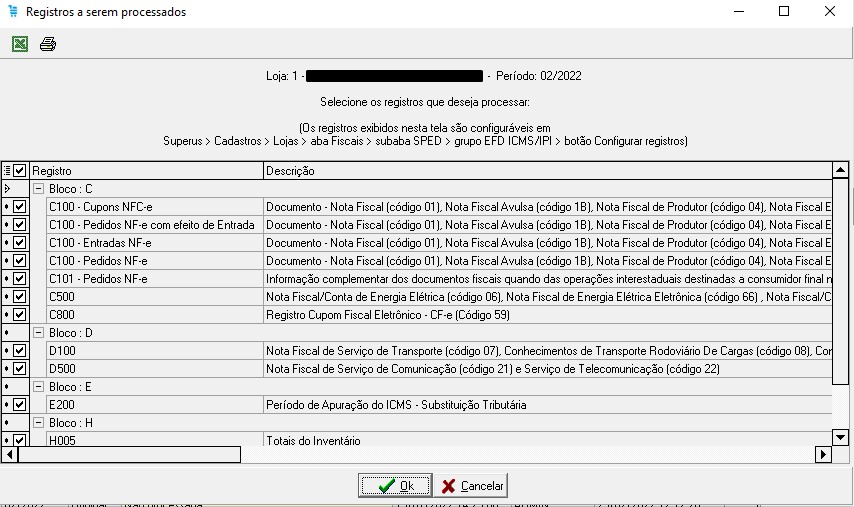 Registros a serem processados
Loja: 1 - - Período: 02/2022
Selecione os registros que deseja processar:
(Os registros exibidos nesta tela são configuráveis em
Superus > Cadastros > Lojas > aba Fiscais > subaba SPED > grupo EFD ICMS/IPI > botão Configurar registros)
Registro Descrição
Bloco : C
C100 - Cupons NFC-e Documento - Nota Fiscal (código 01), Nota Fiscal Avulsa (código 1B), Nota Fiscal de Produtor (código 04), Nota Fiscal E
C100 - Pedidos NF-e com efeito de Entrada Documento - Nota Fiscal (código 01), Nota Fiscal Avulsa (código 1B), Nota Fiscal de Produtor (código 04), Nota Fiscal E
C100 - Entradas NF-e Documento - Nota Fiscal (código 01), Nota Fiscal Avulsa (código 1B), Nota Fiscal de Produtor (código 04), Nota Fiscal E
C100 - Pedidos NF-e Documento - Nota Fiscal (código 01), Nota Fiscal Avulsa (código 1B), Nota Fiscal de Produtor (código 04), Nota Fiscal E
C101 - Pedidos NF-e Informação complementar dos documentos fiscais quando das operações interestaduais destinadas a consumidor final n
C500 Nota Fiscal/Conta de Energia Elétrica (código 06), Nota Fiscal de Energia Elétrica Eletrônica (código 66) , Nota Fiscal/C
C800 Registro Cupom Fiscal Eletrônico - CF-e (Código 59)
Bloco : D
D100 Nota Fiscal de Serviço de Transporte (código 07), Conhecimentos de Transporte Rodoviário De Cargas (código 08), Con
D500 Nota Fiscal de Serviço de Comunicação (código 21) e Serviço de Telecomunicação (código 22)
Bloco : E
E200 Período de Apuração do ICMS - Substituição Tributária
Bloco : H
H005 Totais do Inventário
Ok Cancelar